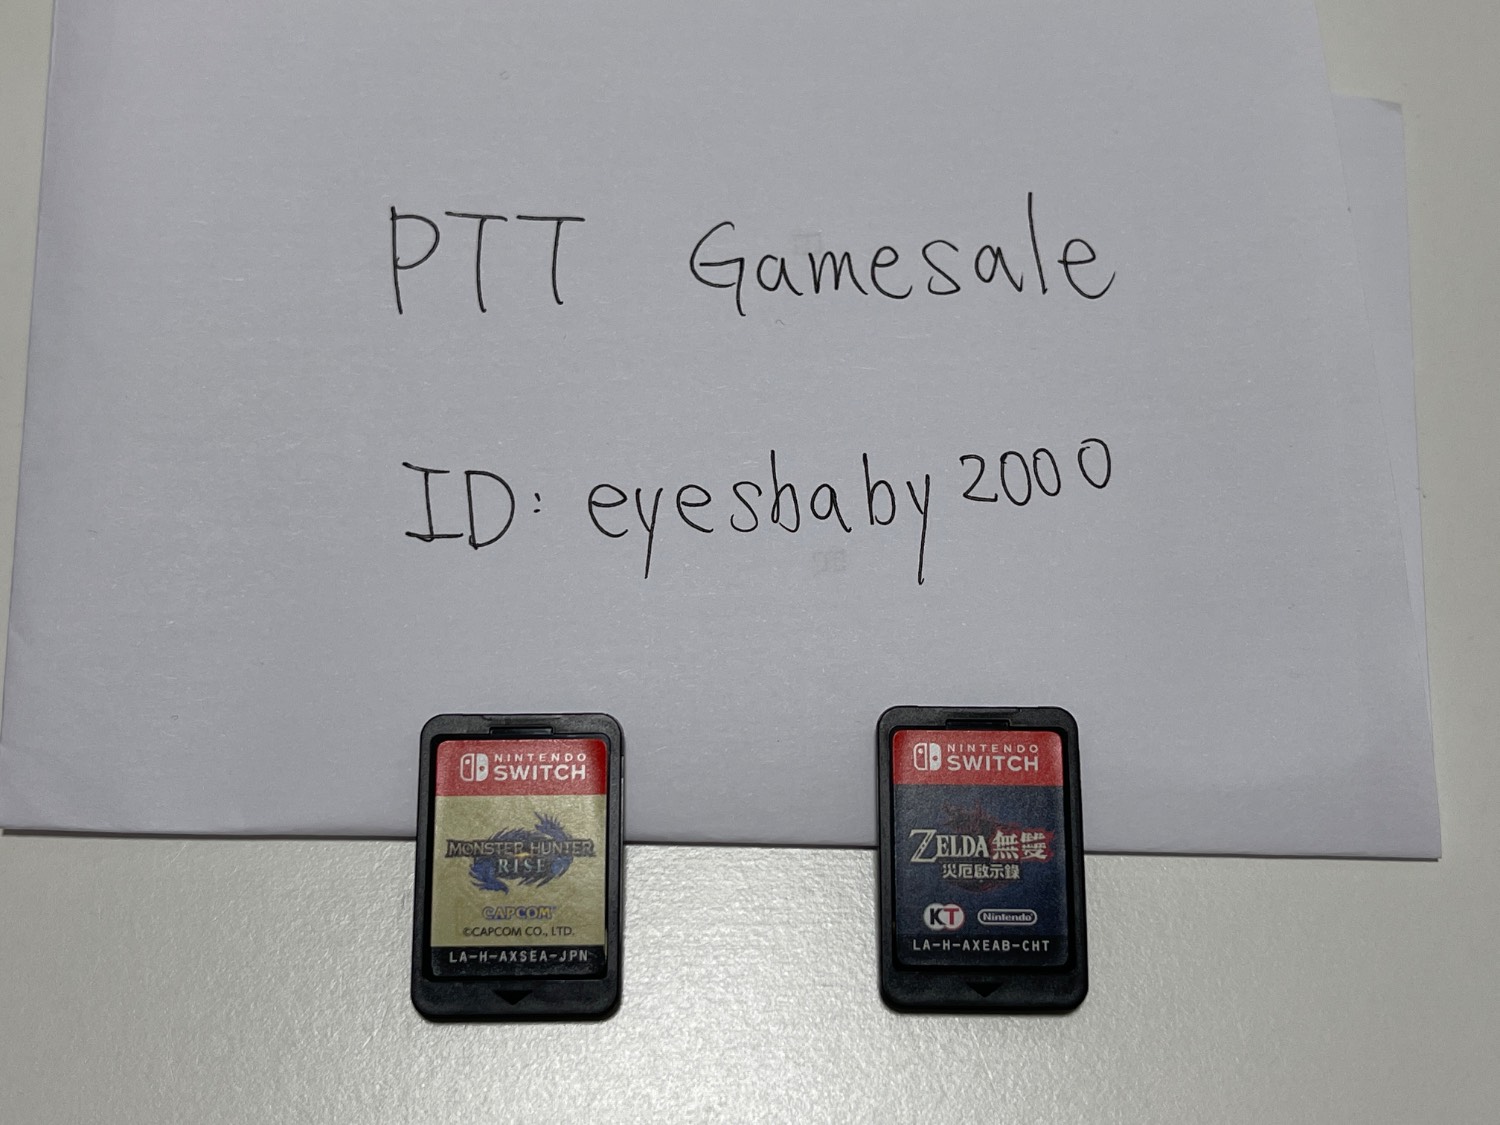 PTT Gamesale
ID: eyesbaby2000
NINTENDO
SWITCH
MONSTER HUNTER
RISE
CAPCOM
©CAPCOM CO., LTD.
LA-H-AXSEA-JPN
NINTENDO
SWITCH
ZELDA無雙
災厄啟示錄
KT Nintendo
LA-H-AXEAB-CHT